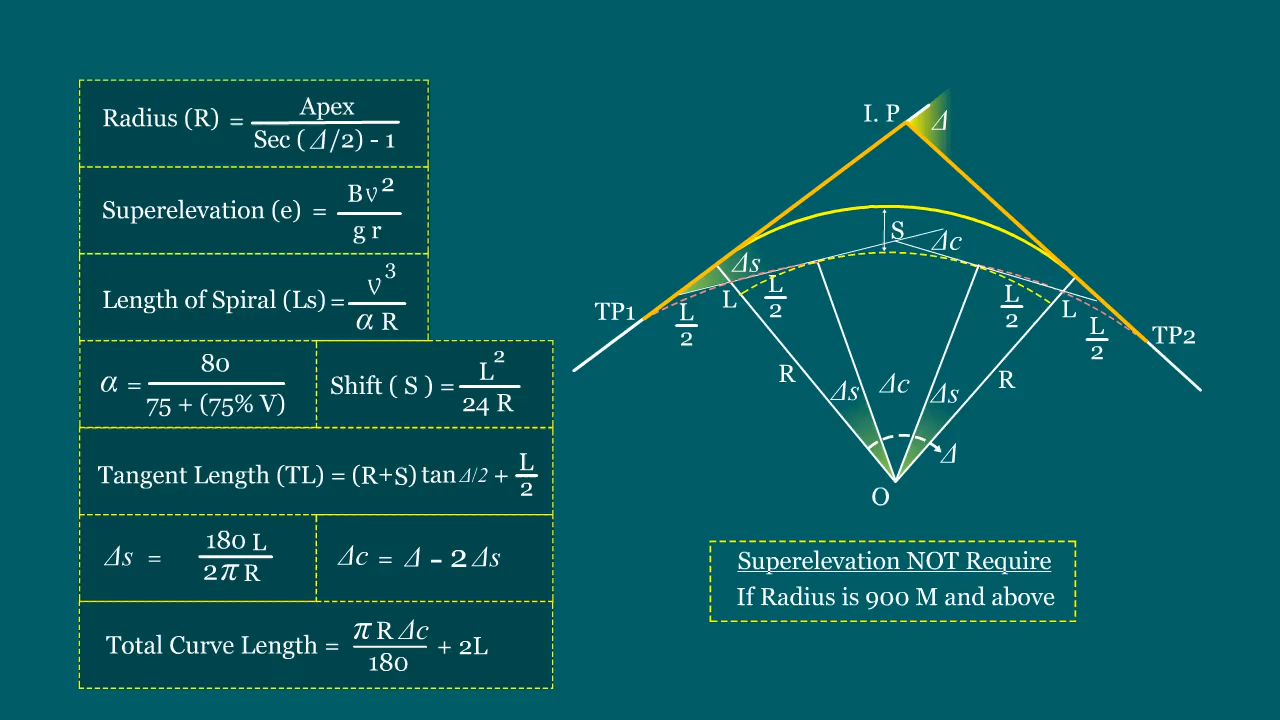 Radius (R) = Apex / Sec ( Δ/2) - 1
Superelevation (e) = Bv² / g r
Length of Spiral (Ls) = v³ / α R
α = 80 / 75 + (75% V)
Shift ( S ) = L² / 24 R
Tangent Length (TL) = (R+S) tan Δ/2 + L/2
Δs = 180 L / 2π R
Δc = Δ - 2 Δs
Total Curve Length = π R Δc / 180 + 2L
I. P
Δ
S
Δc
Δs
L/2
L
L/2
TP1
L/2
L
L/2
TP2
R
R
Δs
Δc
Δs
Δ
O
Superelevation NOT Require
If Radius is 900 M and above